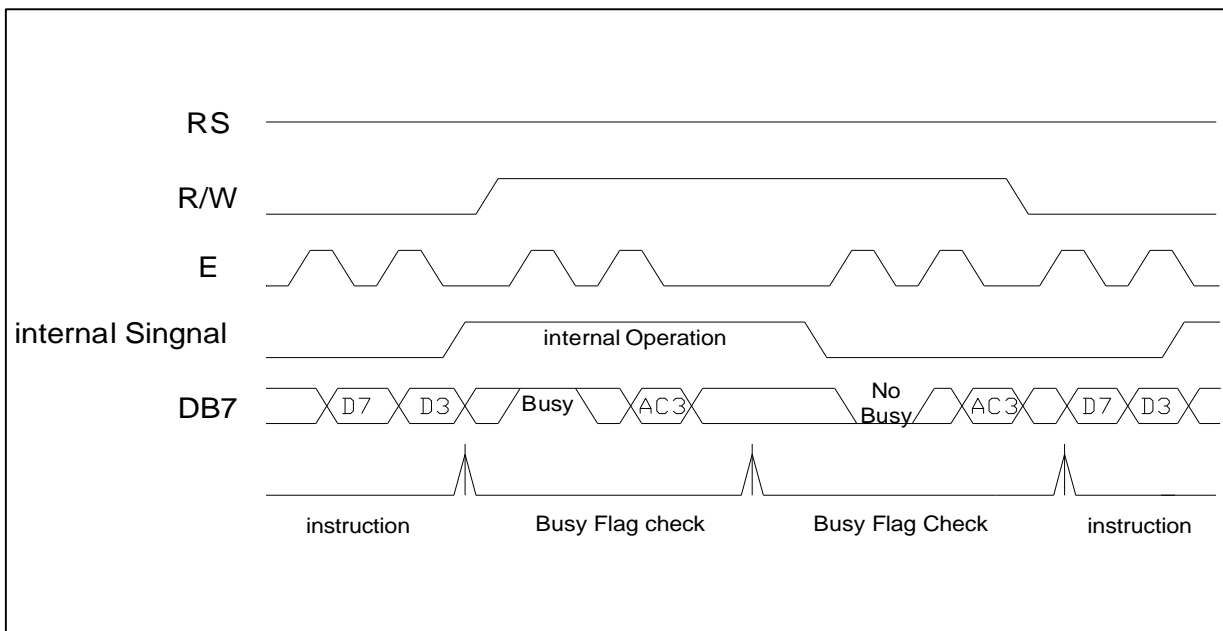 RS
R/W
E
internal Singnal
internal Operation
DB7
D7
D3
Busy
AC3
No
Busy
AC3
D7
D3
instruction
Busy Flag check
Busy Flag Check
instruction